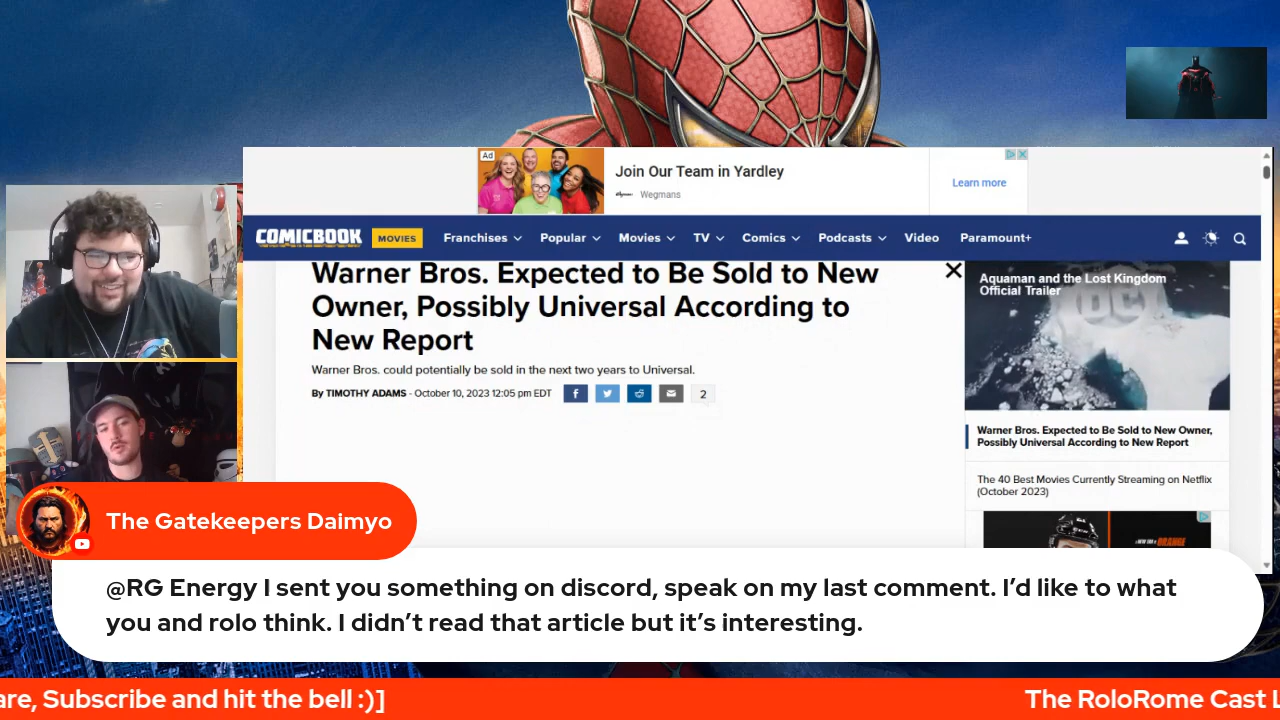 Ad
Join Our Team in Yardley
Wegmans
Learn more
COMICBOOK
MOVIES
Franchises
Popular
Movies
TV
Comics
Podcasts
Video
Paramount+
Warner Bros. Expected to Be Sold to New
Owner, Possibly Universal According to
New Report
Warner Bros. could potentially be sold in the next two years to Universal.
By TIMOTHY ADAMS - October 10, 2023 12:05 pm EDT
2
Aquaman and the Lost Kingdom
Official Trailer
Warner Bros. Expected to Be Sold to New Owner,
Possibly Universal According to New Report
The 40 Best Movies Currently Streaming on Netflix
(October 2023)
The Gatekeepers Daimyo
@RG Energy I sent you something on discord, speak on my last comment. I’d like to what
you and rolo think. I didn’t read that article but it’s interesting.
are, Subscribe and hit the bell :)]
The RoloRome Cast L